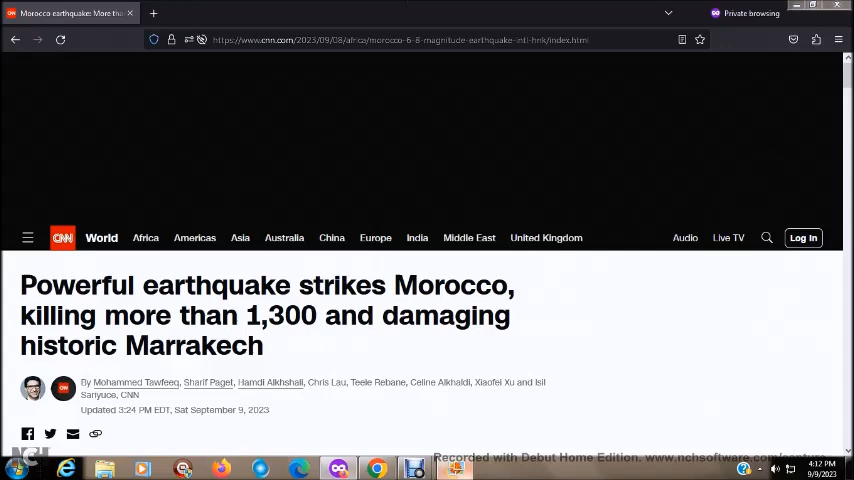 Morocco earthquake: More tha
Private browsing
https://www.cnn.com/2023/09/08/africa/morocco-6-8-magnitude-earthquake-intl-hnk/index.html
CNN World Africa Americas Asia Australia China Europe India Middle East United Kingdom Audio Live TV Log In
Powerful earthquake strikes Morocco,
killing more than 1,300 and damaging
historic Marrakech
By Mohammed Tawfeeq, Sharif Paget, Hamdi Alkhshali, Chris Lau, Teele Rebane, Celine Alkhaldi, Xiaofei Xu and Isil
Sariyuce, CNN
Updated 3:24 PM EDT, Sat September 9, 2023
NCH
Recorded with Debut Home Edition. www.nchsoftware.com/capture
4:12 PM
9/9/2023